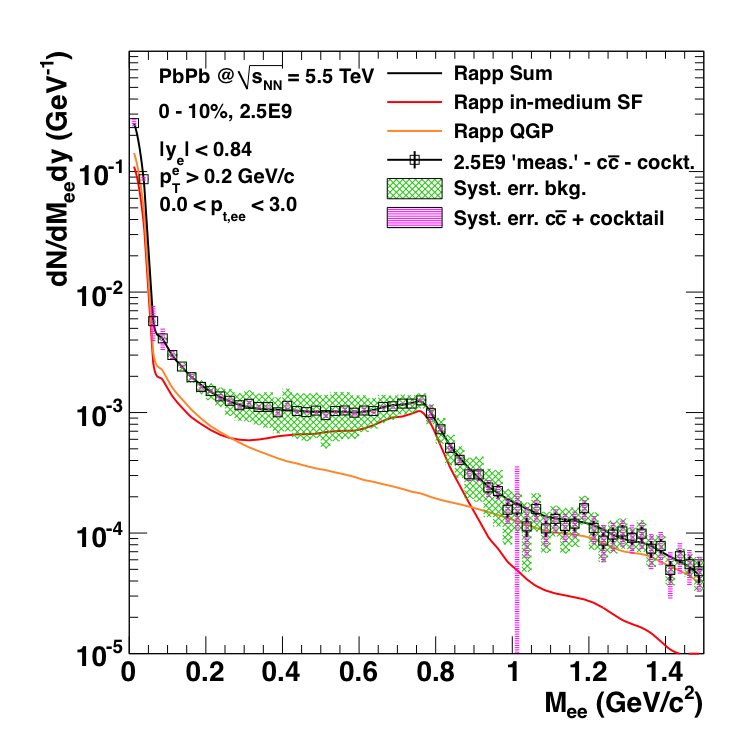 PbPb @ √s_NN = 5.5 TeV
0 - 10%, 2.5E9
|y_e| < 0.84
p_T^e > 0.2 GeV/c
0.0 < p_t,ee < 3.0
Rapp Sum
Rapp in-medium SF
Rapp QGP
2.5E9 'meas.' - cc̅ - cockt.
Syst. err. bkg.
Syst. err. cc̅ + cocktail
dN/dM_ee dy (GeV^-1)
10^-1
10^-2
10^-3
10^-4
10^-5
0 0.2 0.4 0.6 0.8 1 1.2 1.4
M_ee (GeV/c^2)